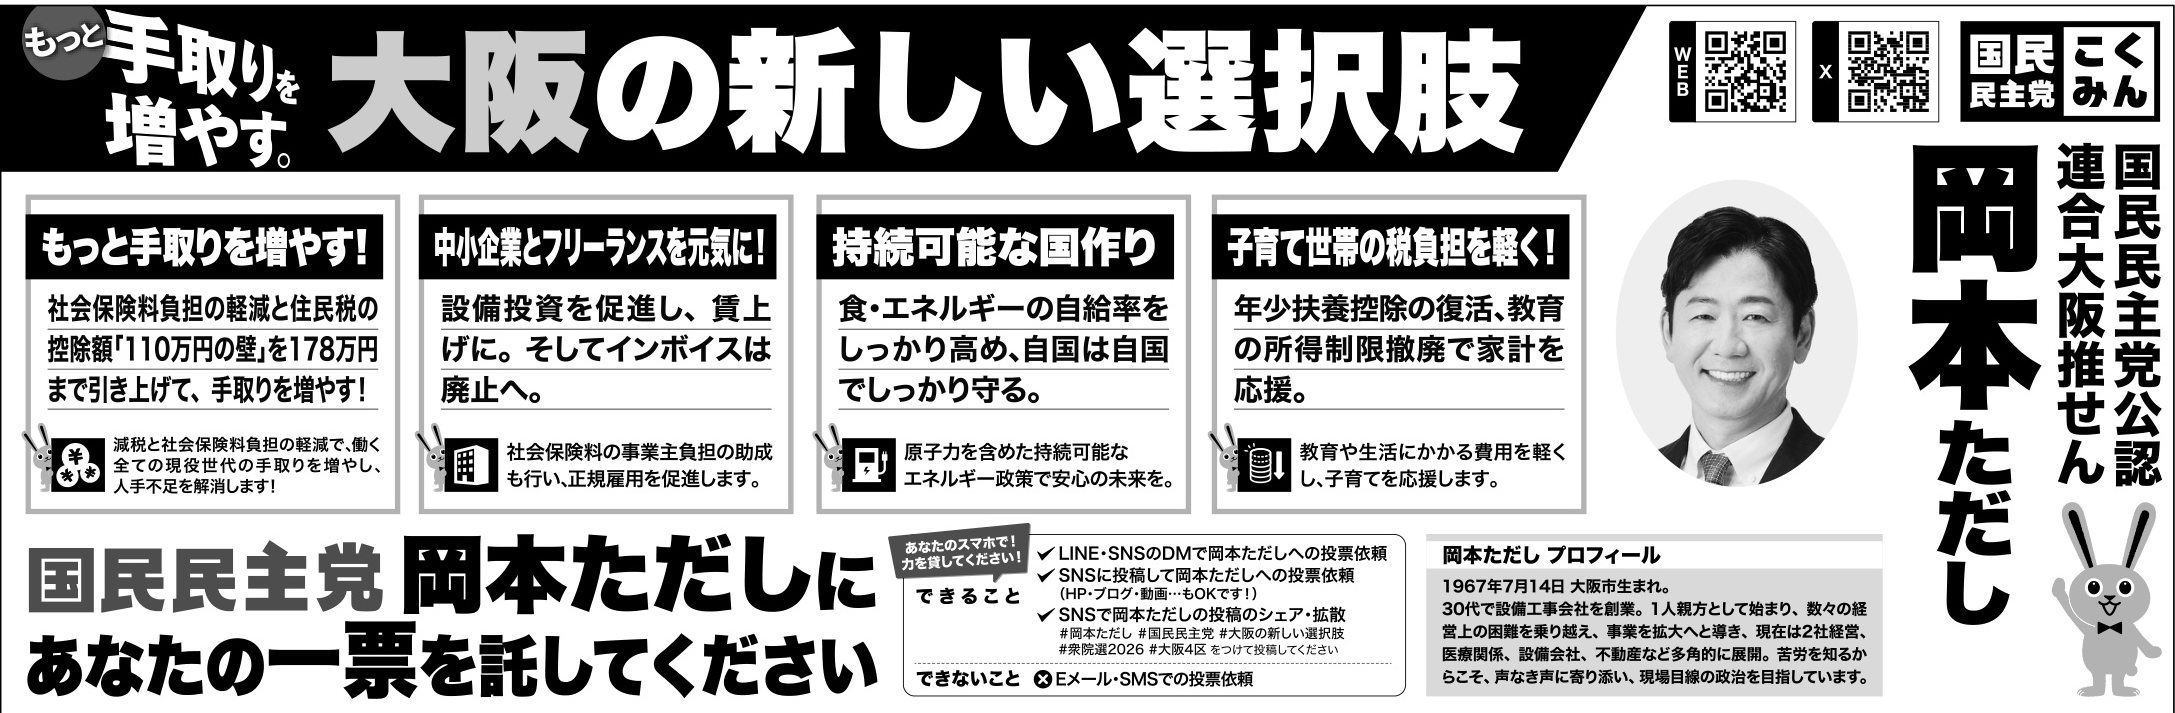 もっと
手取りを
増やす。
大阪の新しい選択肢
WEB
X
国民
民主党
こくみん
国民民主党公認
連合大阪推せん
岡本ただし
もっと手取りを増やす！
社会保険料負担の軽減と住民税の
控除額「110万円の壁」を178万円
まで引き上げて、手取りを増やす！
減税と社会保険料負担の軽減で、働く
全ての現役世代の手取りを増やし、
人手不足を解消します！
中小企業とフリーランスを元気に！
設備投資を促進し、賃上
げに。そしてインボイスは
廃止へ。
社会保険料の事業主負担の助成
も行い、正規雇用を促進します。
持続可能な国作り
食・エネルギーの自給率を
しっかり高め、自国は自国
でしっかり守る。
原子力を含めた持続可能な
エネルギー政策で安心の未来を。
子育て世帯の税負担を軽く！
年少扶養控除の復活、教育
の所得制限撤廃で家計を
応援。
教育や生活にかかる費用を軽く
し、子育てを応援します。
国民民主党 岡本ただしに
あなたの一票を託してください
あなたのスマホで！
力を貸してください！
できること
✓LINE・SNSのDMで岡本ただしへの投票依頼
✓SNSに投稿して岡本ただしへの投票依頼
（HP・ブログ・動画…もOKです！）
✓SNSで岡本ただしの投稿のシェア・拡散
#岡本ただし #国民民主党 #大阪の新しい選択肢
#衆院選2026 #大阪4区 をつけて投稿してください
できないこと ⊗Eメール・SMSでの投票依頼
岡本ただし プロフィール
1967年7月14日 大阪市生まれ。
30代で設備工事会社を創業。1人親方として始まり、数々の経
営上の困難を乗り越え、事業を拡大へと導き、現在は2社経営、
医療関係、設備会社、不動産など多角的に展開。苦労を知るか
らこそ、声なき声に寄り添い、現場目線の政治を目指しています。